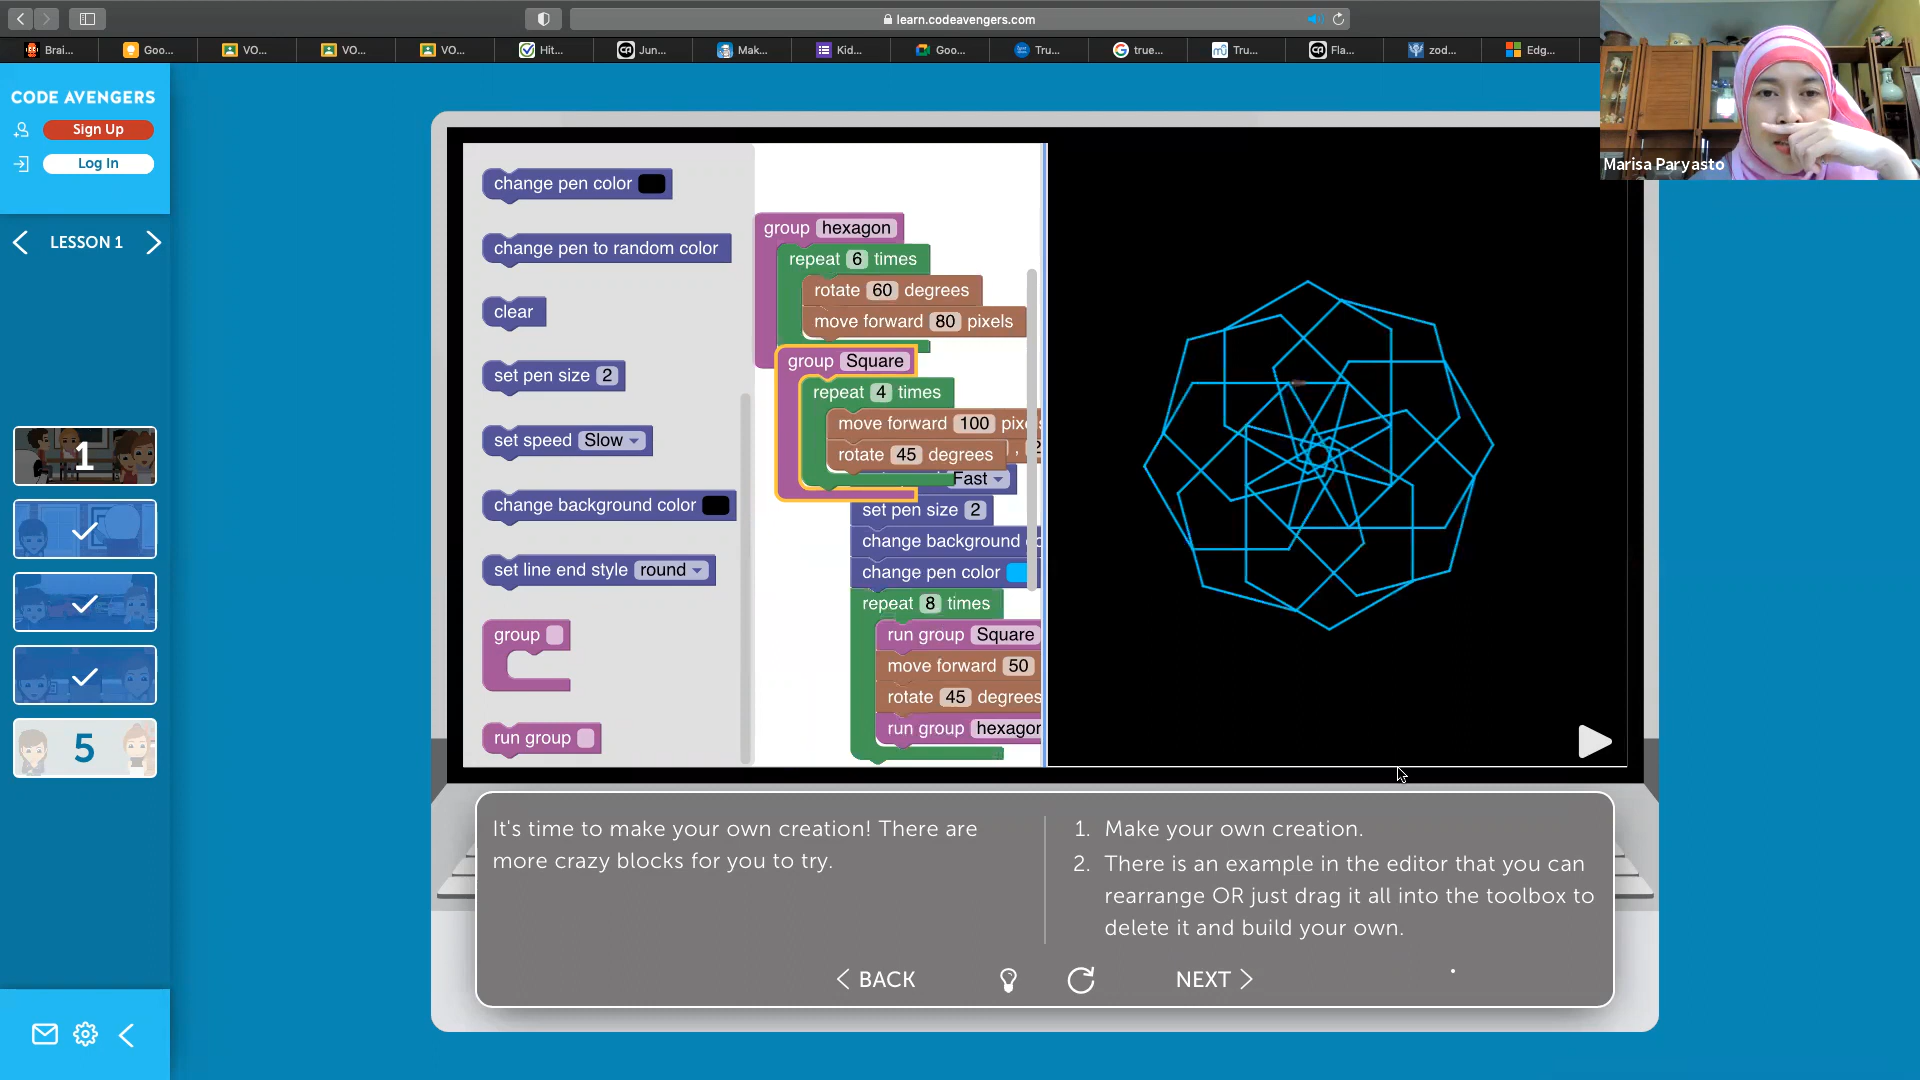 learn.codeavengers.com
Brai...
Goo...
VO...
VO...
VO...
Hit...
Jun...
Mak...
Kid...
Goo...
Tru...
true...
Tru...
Fla...
zod...
Edg...
CODE AVENGERS
Sign Up
Log In
LESSON 1
1
5
change pen color
change pen to random color
clear
set pen size 2
set speed Slow
change background color
set line end style round
group
run group
group hexagon
repeat 6 times
rotate 60 degrees
move forward 80 pixels
group Square
repeat 4 times
move forward 100
rotate 45 degrees
Fast
set pen size 2
change background
change pen color
repeat 8 times
run group Square
move forward 50
rotate 45 degrees
run group hexagon
Marisa Paryasto
It's time to make your own creation! There are
more crazy blocks for you to try.
1. Make your own creation.
2. There is an example in the editor that you can
rearrange OR just drag it all into the toolbox to
delete it and build your own.
BACK
NEXT